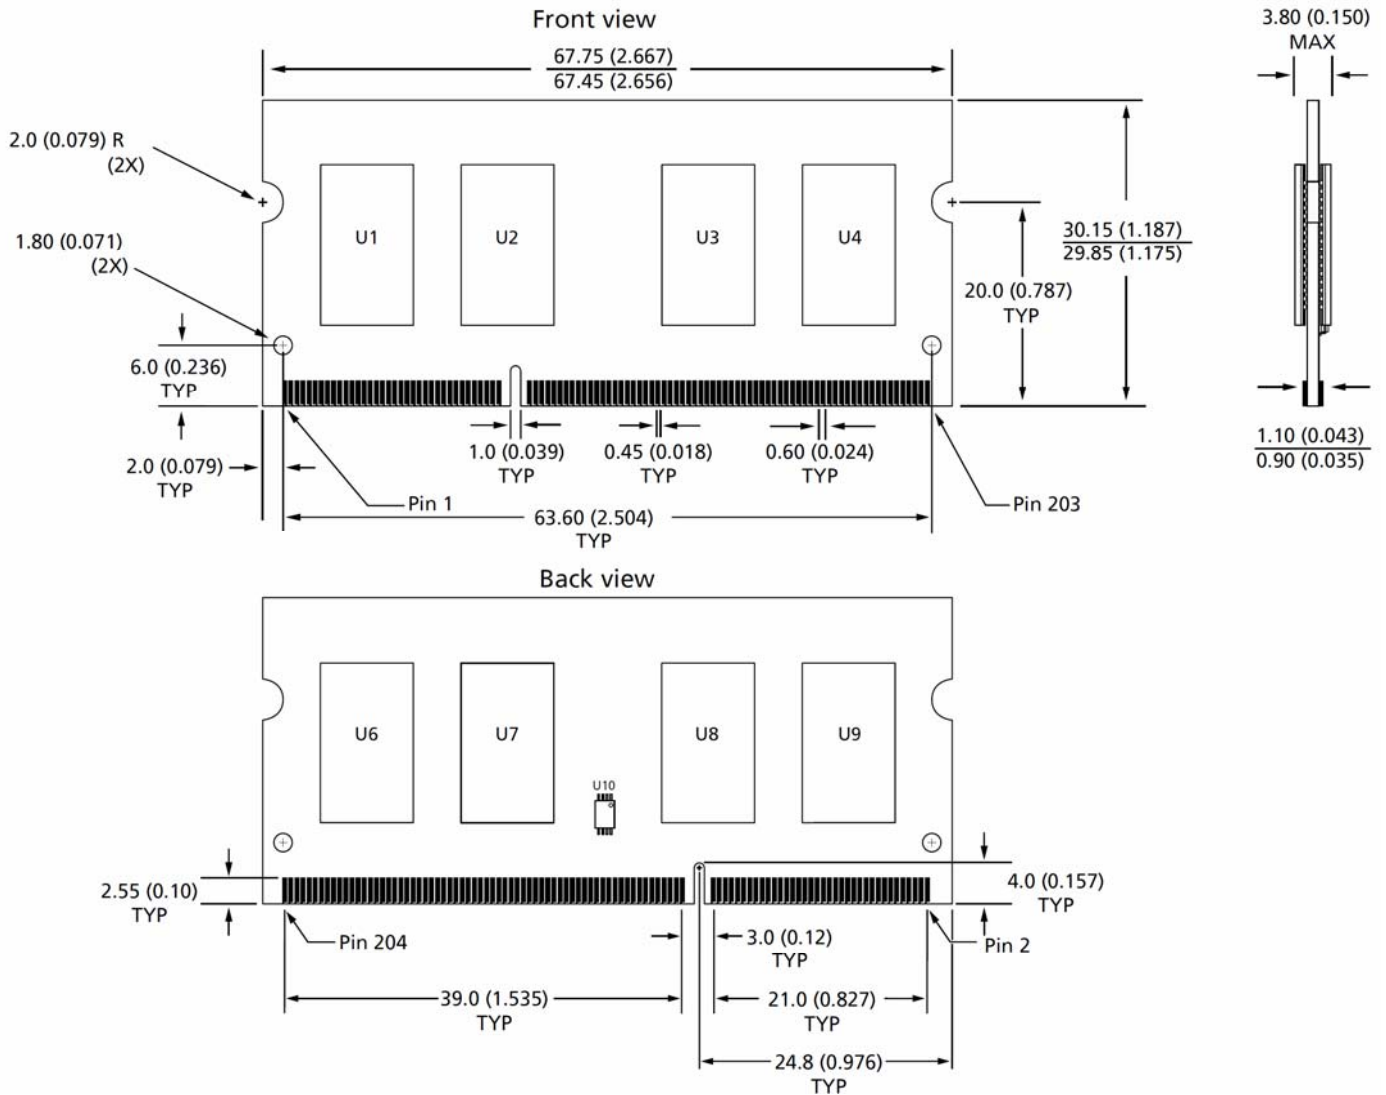 Front view
3.80 (0.150)
MAX
67.75 (2.667)
67.45 (2.656)
2.0 (0.079) R
(2X)
U1
U2
U3
U4
1.80 (0.071)
(2X)
30.15 (1.187)
29.85 (1.175)
20.0 (0.787)
TYP
6.0 (0.236)
TYP
2.0 (0.079)
TYP
1.0 (0.039)
TYP
0.45 (0.018)
TYP
0.60 (0.024)
TYP
1.10 (0.043)
0.90 (0.035)
Pin 1
Pin 203
63.60 (2.504)
TYP
Back view
U6
U7
U8
U9
U10
2.55 (0.10)
TYP
4.0 (0.157)
TYP
Pin 204
3.0 (0.12)
TYP
Pin 2
39.0 (1.535)
TYP
21.0 (0.827)
TYP
24.8 (0.976)
TYP